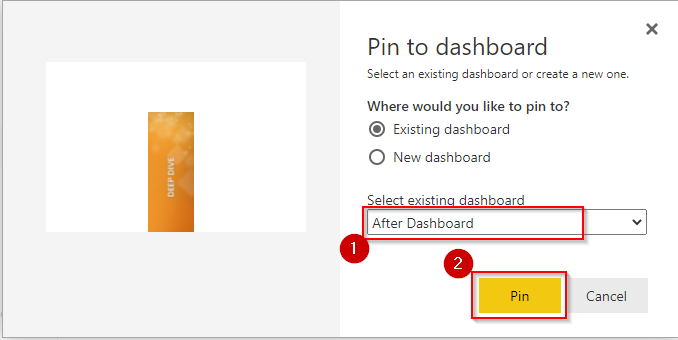 DEEP DIVE
Pin to dashboard
Select an existing dashboard or create a new one.
Where would you like to pin to?
Existing dashboard
New dashboard
Select existing dashboard
After Dashboard
1
2
Pin
Cancel